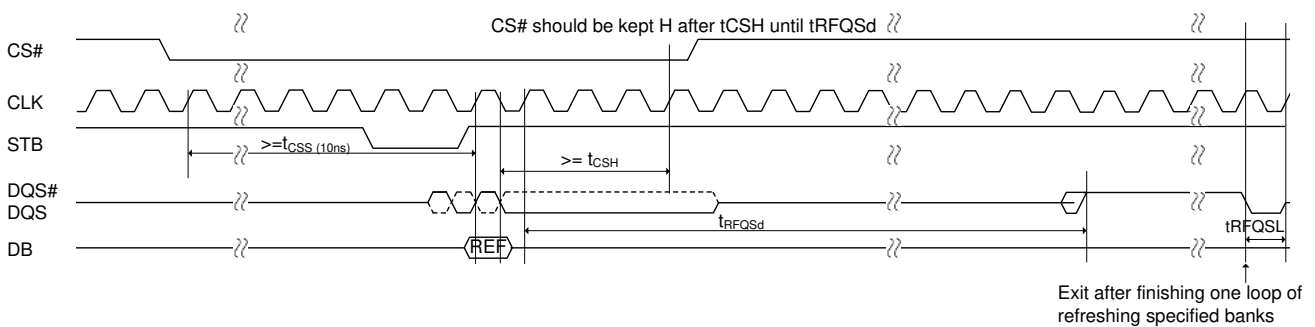 CS# should be kept H after tCSH until tRFQSd
CS#
CLK
STB
>=tCSS (10ns)
>= tCSH
DQS#
DQS
tRFQSd
tRFQSL
DB
REF
Exit after finishing one loop of
refreshing specified banks